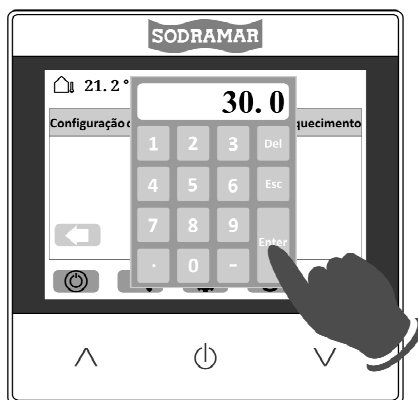 SODRAMAR
21.2°
30.0
Configuração d
quecimento
1 2 3 Del
4 5 6 Esc
7 8 9 Enter
. 0 -